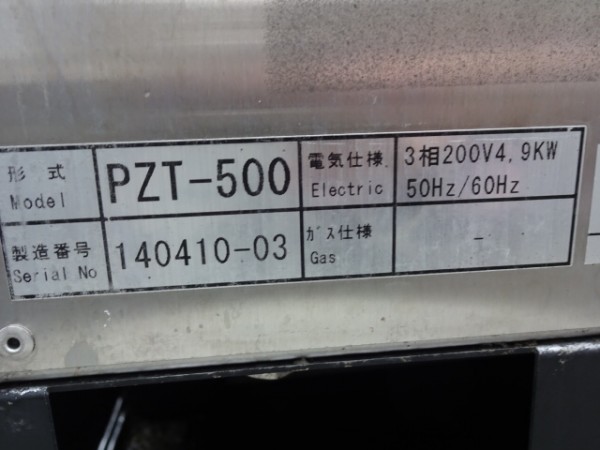 形式 PZT-500 電気仕様 3相200V4.9KW
Model Electric 50Hz/60Hz
製造番号 140410-03 ガス仕様 -
Serial No Gas